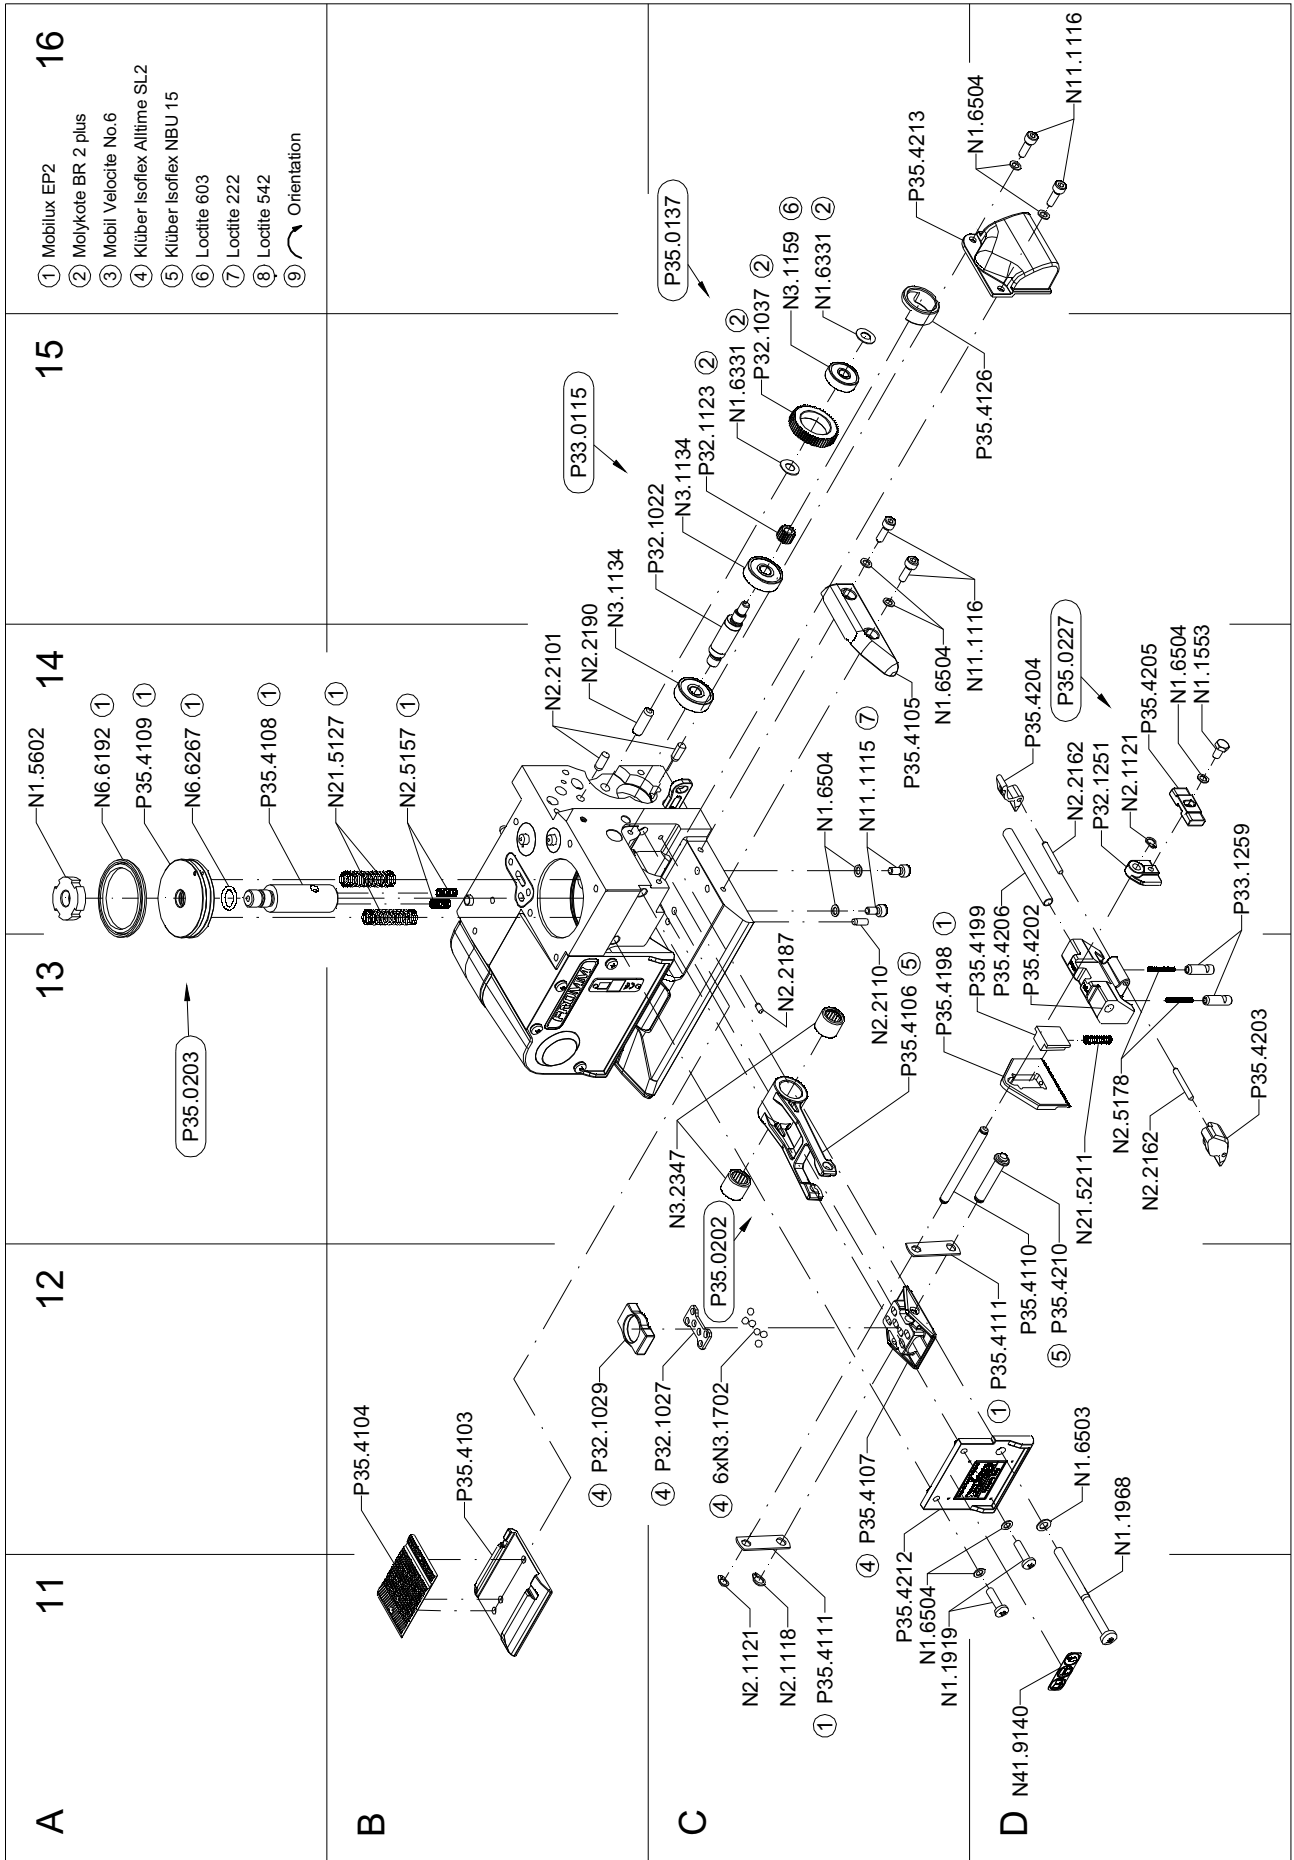 11
12
13
14
15
16
A
B
C
D
① Mobilux EP2
② Molykote BR 2 plus
③ Mobil Velocite No.6
④ Klüber Isoflex Alltime SL2
⑤ Klüber Isoflex NBU 15
⑥ Loctite 603
⑦ Loctite 222
⑧ Loctite 542
⑨ Orientation
P35.0203
N1.5602
N6.6192 ①
P35.4109 ①
N6.6267 ①
P35.4108 ①
N21.5127 ①
N2.5157 ①
P35.4104
P35.4103
④ P32.1029
④ P32.1027
④ 6xN3.1702
P35.0202
N3.2347
FROMM
N2.2101
N2.2190
N3.1134
P32.1022
N3.1134
P32.1123 ②
N1.6331 ②
P32.1037 ②
N3.1159 ⑥
N1.6331 ②
P33.0115
P35.0137
P35.4213
N1.6504
N11.1116
P35.4126
P35.4105
N1.6504
N11.1116
N1.6504
N11.1115 ⑦
N2.2187
N2.2110
P35.4106 ⑤
N2.1121
N2.1118
① P35.4111
④ P35.4107
P35.4212
N1.6504
N1.1919
N41.9140
N1.1968
N1.6503
① P35.4111
P35.4110
⑤ P35.4210
P35.4198 ①
P35.4199
P35.4206
P35.4202
N21.5211
N2.5178
N2.2162
P35.4203
P33.1259
P35.4204
N2.2162
P32.1251
N2.1121
P35.0227
P35.4205
N1.6504
N1.1553